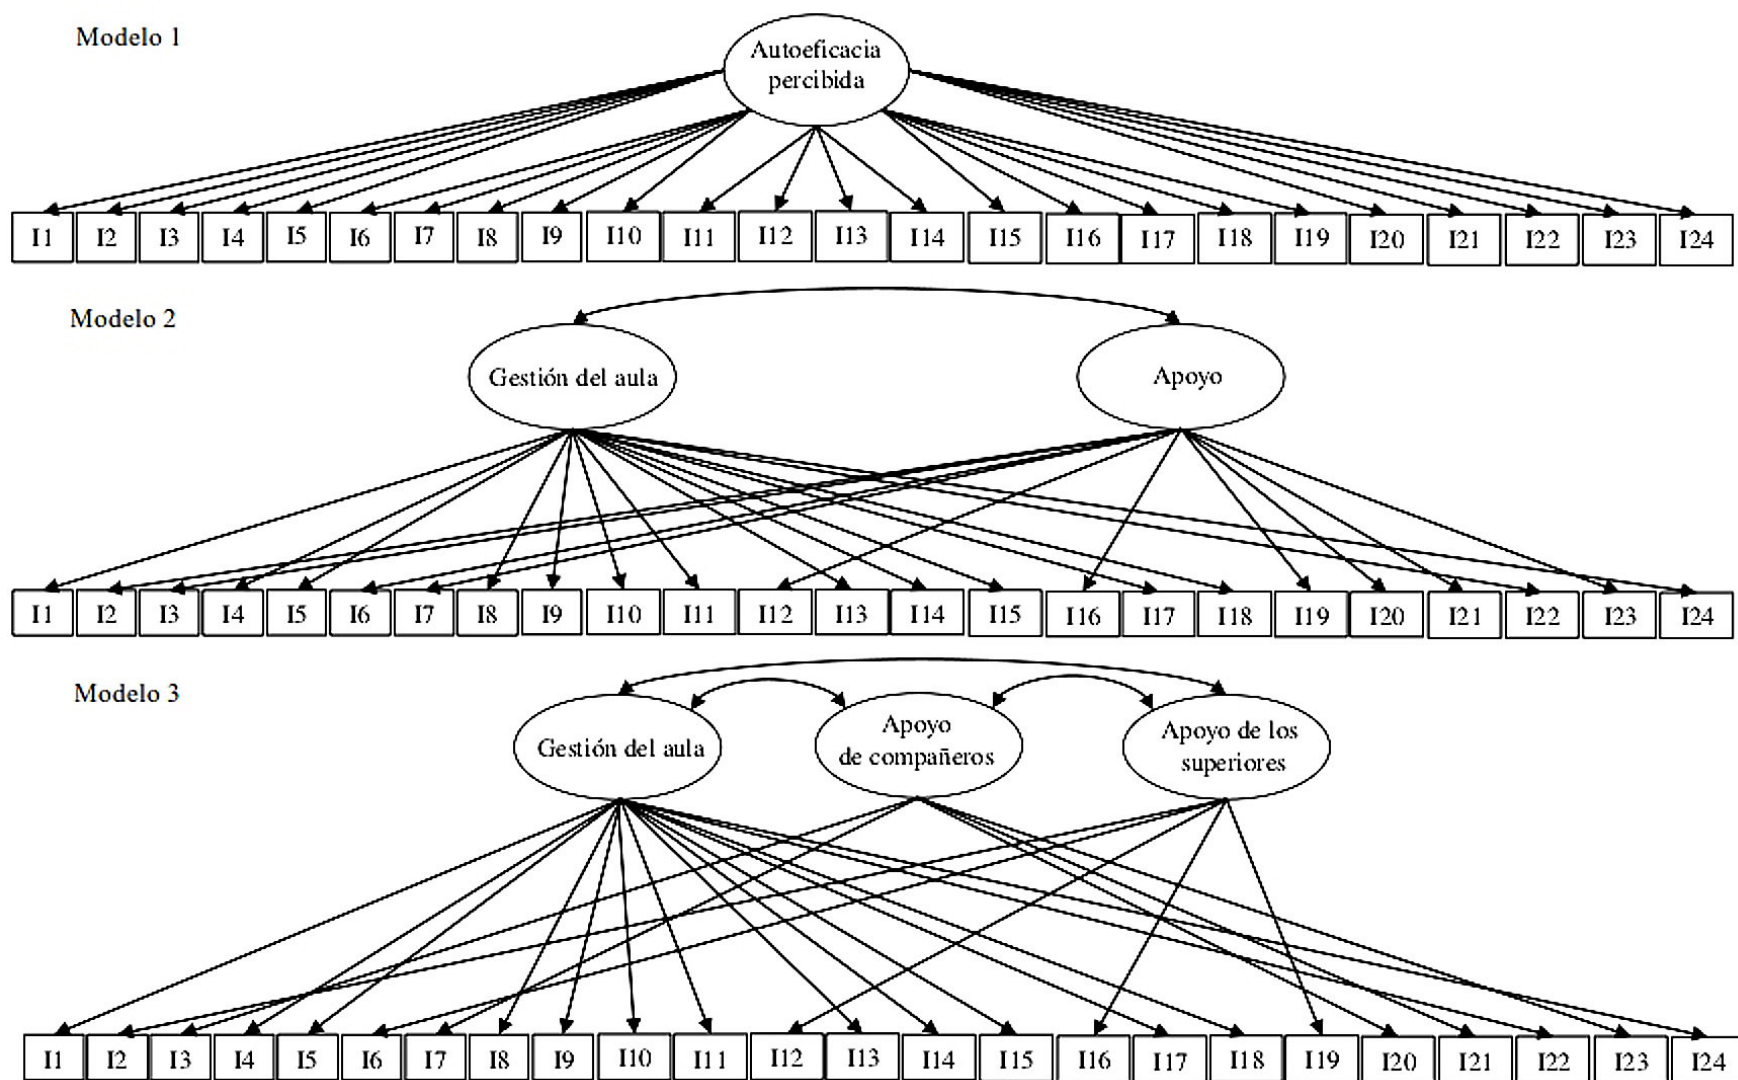 Modelo 1
Autoeficacia
percibida
I1 I2 I3 I4 I5 I6 I7 I8 I9 I10 I11 I12 I13 I14 I15 I16 I17 I18 I19 I20 I21 I22 I23 I24
Modelo 2
Gestión del aula Apoyo
I1 I2 I3 I4 I5 I6 I7 I8 I9 I10 I11 I12 I13 I14 I15 I16 I17 I18 I19 I20 I21 I22 I23 I24
Modelo 3
Gestión del aula
Apoyo
de compañeros
Apoyo de los
superiores
I1 I2 I3 I4 I5 I6 I7 I8 I9 I10 I11 I12 I13 I14 I15 I16 I17 I18 I19 I20 I21 I22 I23 I24